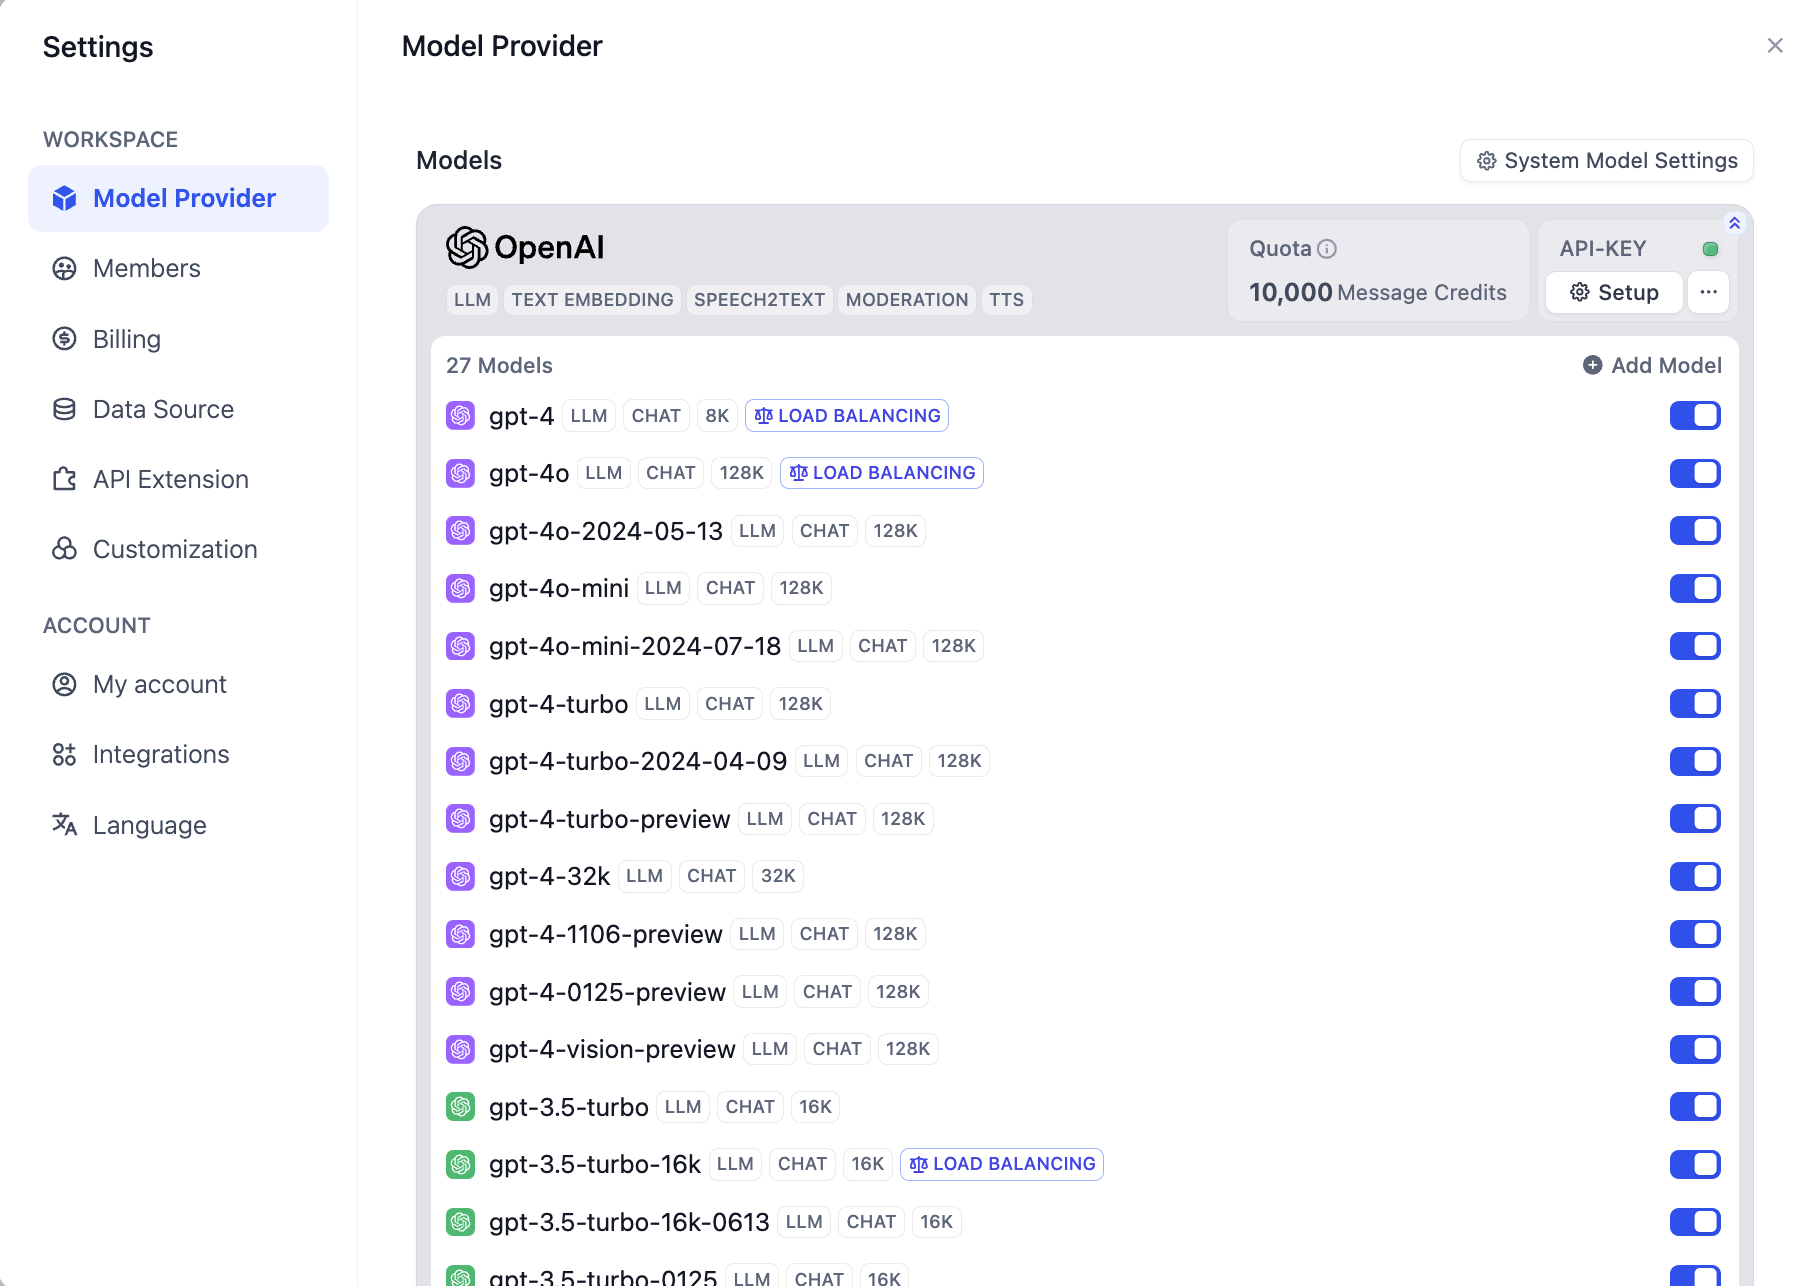 Settings
WORKSPACE
Model Provider
Members
Billing
Data Source
API Extension
Customization
ACCOUNT
My account
Integrations
Language
Model Provider
Models
System Model Settings
OpenAI
LLM TEXT EMBEDDING SPEECH2TEXT MODERATION TTS
Quota
10,000 Message Credits
API-KEY
Setup
27 Models
Add Model
gpt-4 LLM CHAT 8K LOAD BALANCING
gpt-4o LLM CHAT 128K LOAD BALANCING
gpt-4o-2024-05-13 LLM CHAT 128K
gpt-4o-mini LLM CHAT 128K
gpt-4o-mini-2024-07-18 LLM CHAT 128K
gpt-4-turbo LLM CHAT 128K
gpt-4-turbo-2024-04-09 LLM CHAT 128K
gpt-4-turbo-preview LLM CHAT 128K
gpt-4-32k LLM CHAT 32K
gpt-4-1106-preview LLM CHAT 128K
gpt-4-0125-preview LLM CHAT 128K
gpt-4-vision-preview LLM CHAT 128K
gpt-3.5-turbo LLM CHAT 16K
gpt-3.5-turbo-16k LLM CHAT 16K LOAD BALANCING
gpt-3.5-turbo-16k-0613 LLM CHAT 16K
gpt-3.5-turbo-0125 LLM CHAT 16K